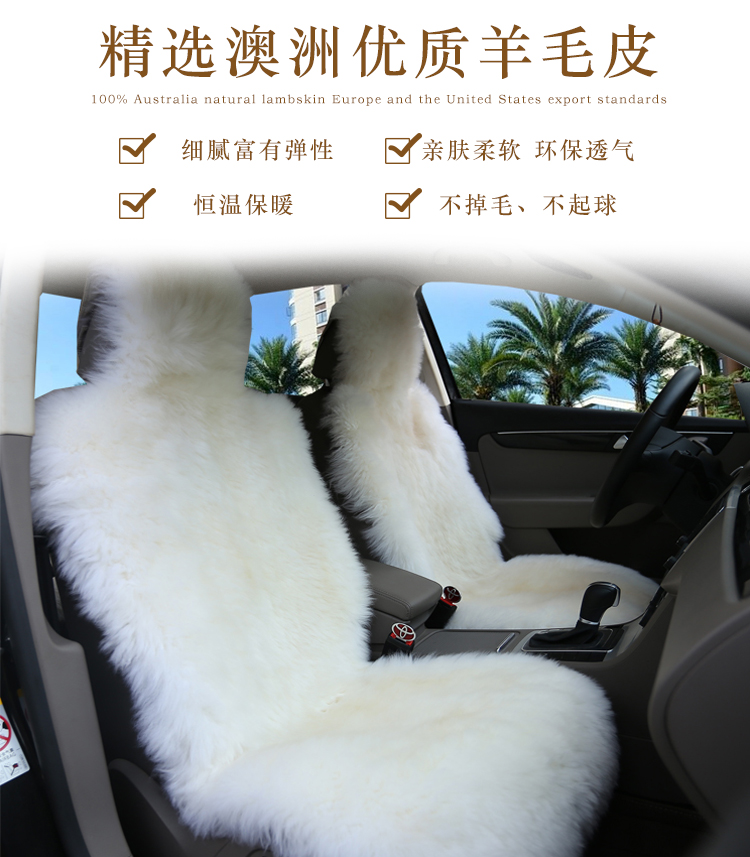 精选澳洲优质羊毛皮
100% Australia natural lambskin Europe and the United States export standards
细腻富有弹性
亲肤柔软 环保透气
恒温保暖
不掉毛、不起球